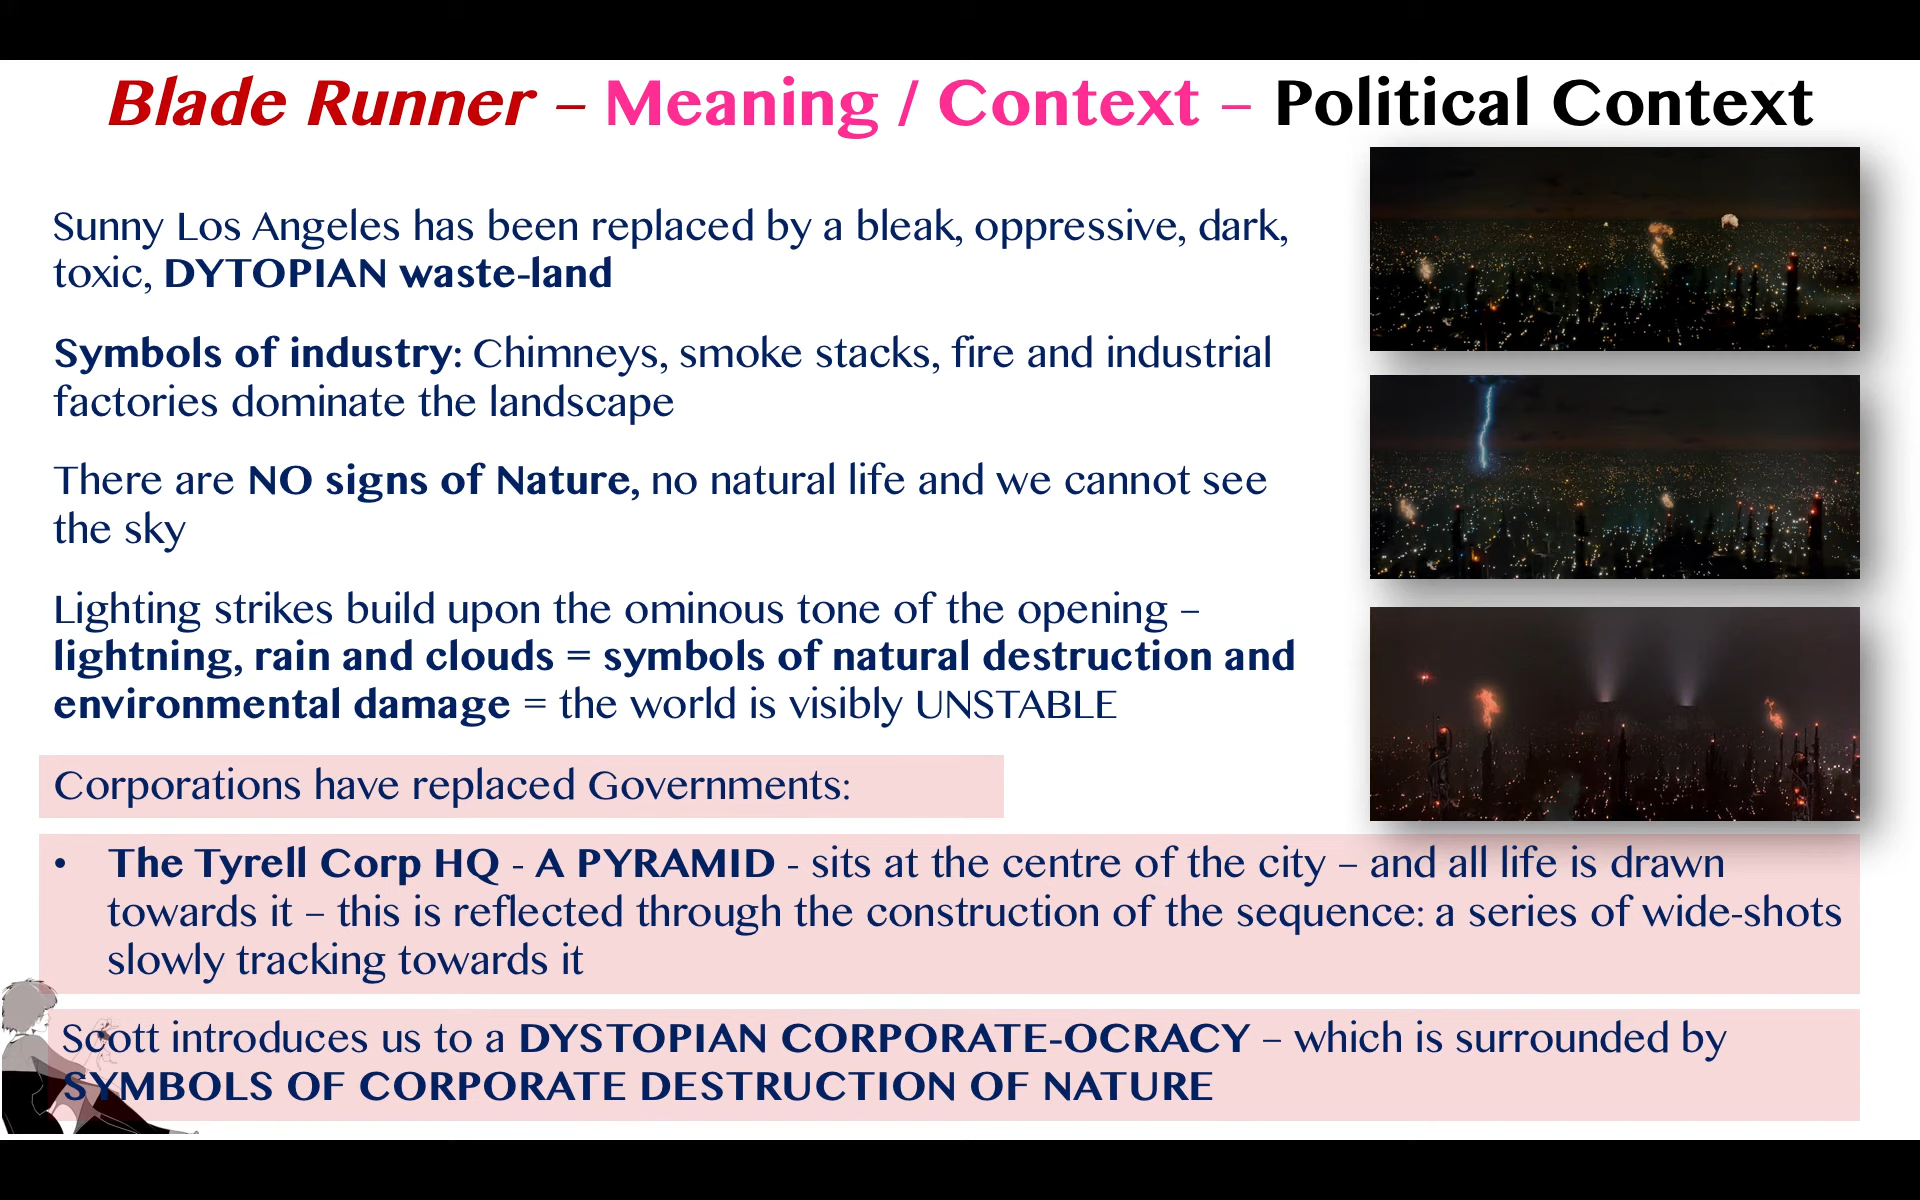 Blade Runner – Meaning / Context – Political Context
Sunny Los Angeles has been replaced by a bleak, oppressive, dark,
toxic, DYTOPIAN waste-land
Symbols of industry: Chimneys, smoke stacks, fire and industrial
factories dominate the landscape
There are NO signs of Nature, no natural life and we cannot see
the sky
Lighting strikes build upon the ominous tone of the opening –
lightning, rain and clouds = symbols of natural destruction and
environmental damage = the world is visibly UNSTABLE
Corporations have replaced Governments:
• The Tyrell Corp HQ - A PYRAMID - sits at the centre of the city – and all life is drawn
towards it – this is reflected through the construction of the sequence: a series of wide-shots
slowly tracking towards it
Scott introduces us to a DYSTOPIAN CORPORATE-OCRACY – which is surrounded by
SYMBOLS OF CORPORATE DESTRUCTION OF NATURE